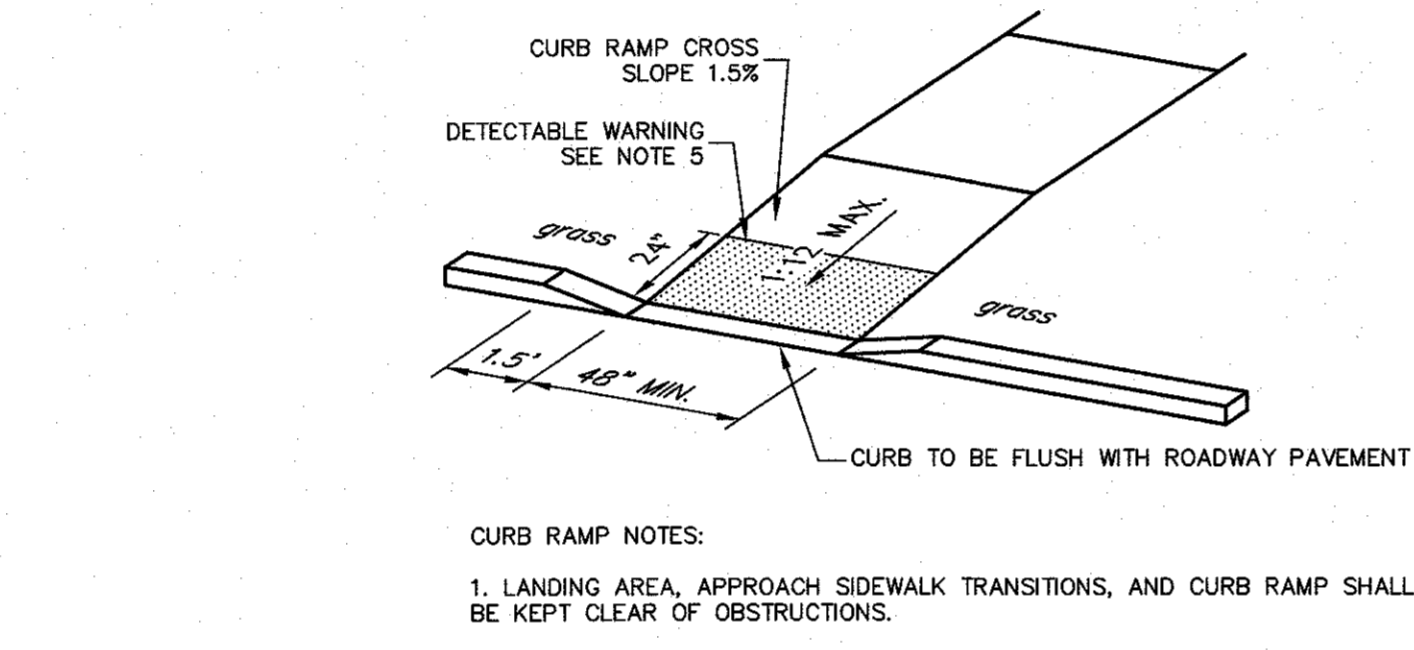 CURB RAMP CROSS
SLOPE 1.5%
DETECTABLE WARNING
SEE NOTE 5
grass
24"
1:12 MAX.
grass
1.5'
48" MIN.
CURB TO BE FLUSH WITH ROADWAY PAVEMENT
CURB RAMP NOTES:
1. LANDING AREA, APPROACH SIDEWALK TRANSITIONS, AND CURB RAMP SHALL
BE KEPT CLEAR OF OBSTRUCTIONS.